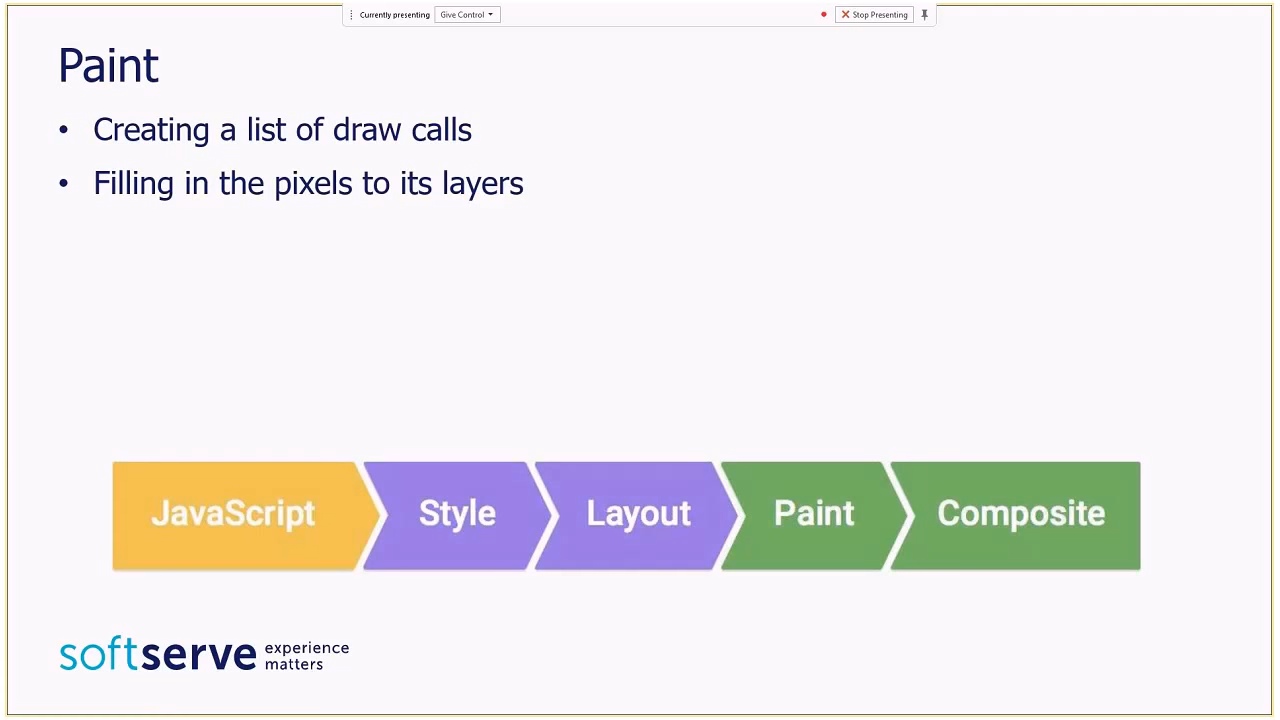 Currently presenting Give Control Stop Presenting
Paint
• Creating a list of draw calls
• Filling in the pixels to its layers
JavaScript Style Layout Paint Composite
softserve experience
matters